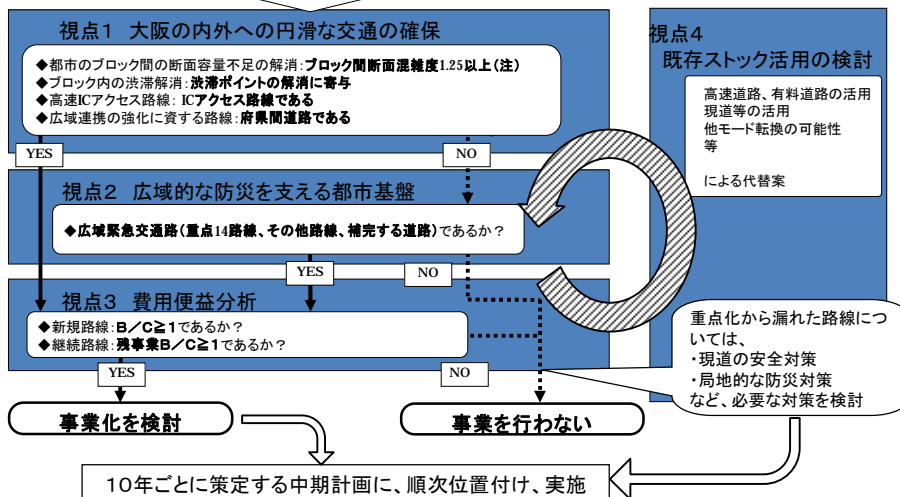 視点1 大阪の内外への円滑な交通の確保
◆都市のブロック間の断面容量不足の解消:ブロック間断面混雑度1.25以上(注)
◆ブロック内の渋滞解消:渋滞ポイントの解消に寄与
◆高速ICアクセス路線: ICアクセス路線である
◆広域連携の強化に資する路線:府県間道路である
YES
NO
視点2 広域的な防災を支える都市基盤
◆広域緊急交通路(重点14路線、その他路線、補完する道路)であるか?
YES
NO
視点3 費用便益分析
◆新規路線:B/C≧1であるか?
◆継続路線:残事業B/C≧1であるか?
YES
NO
事業化を検討
事業を行わない
視点4
既存ストック活用の検討
高速道路、有料道路の活用
現道等の活用
他モード転換の可能性
等
による代替案
重点化から漏れた路線につ
いては、
・現道の安全対策
・局地的な防災対策
など、必要な対策を検討
10年ごとに策定する中期計画に、順次位置付け、実施